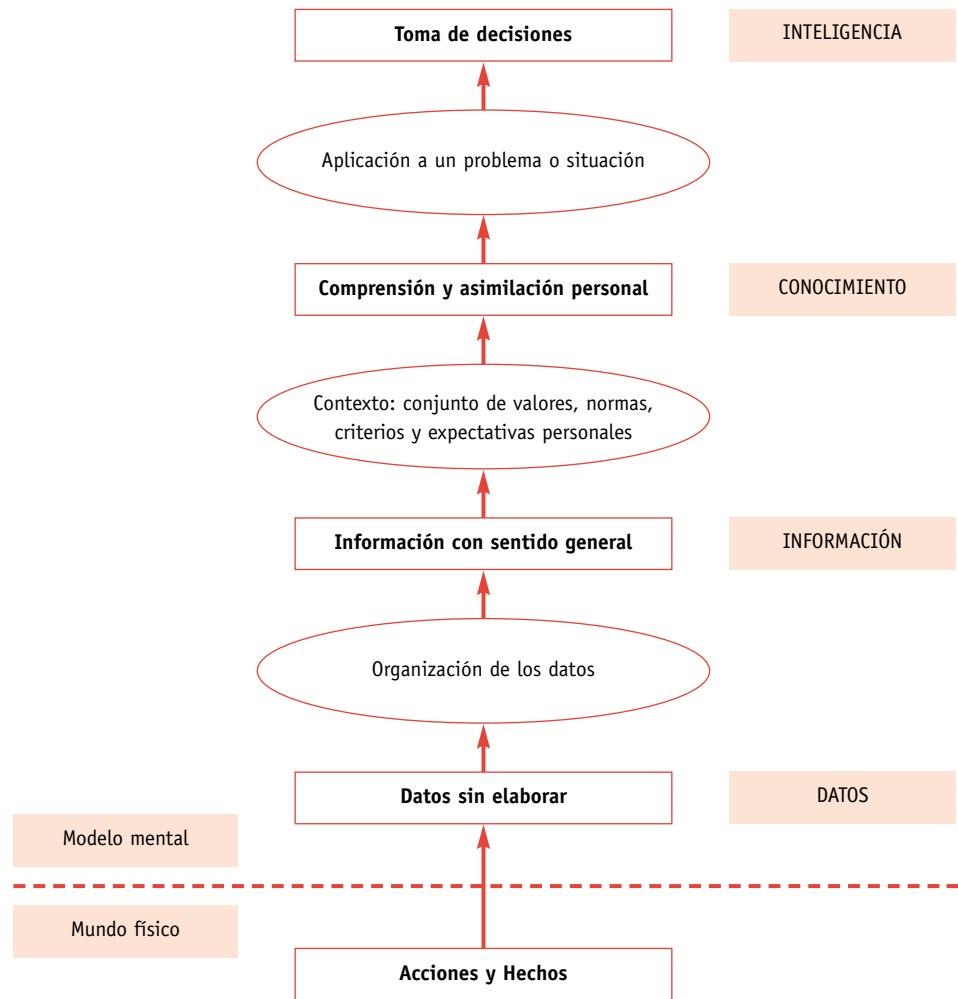 Toma de decisiones
INTELIGENCIA
Aplicación a un problema o situación
Comprensión y asimilación personal
CONOCIMIENTO
Contexto: conjunto de valores, normas,
criterios y expectativas personales
Información con sentido general
INFORMACIÓN
Organización de los datos
Datos sin elaborar
DATOS
Modelo mental
Mundo físico
Acciones y Hechos